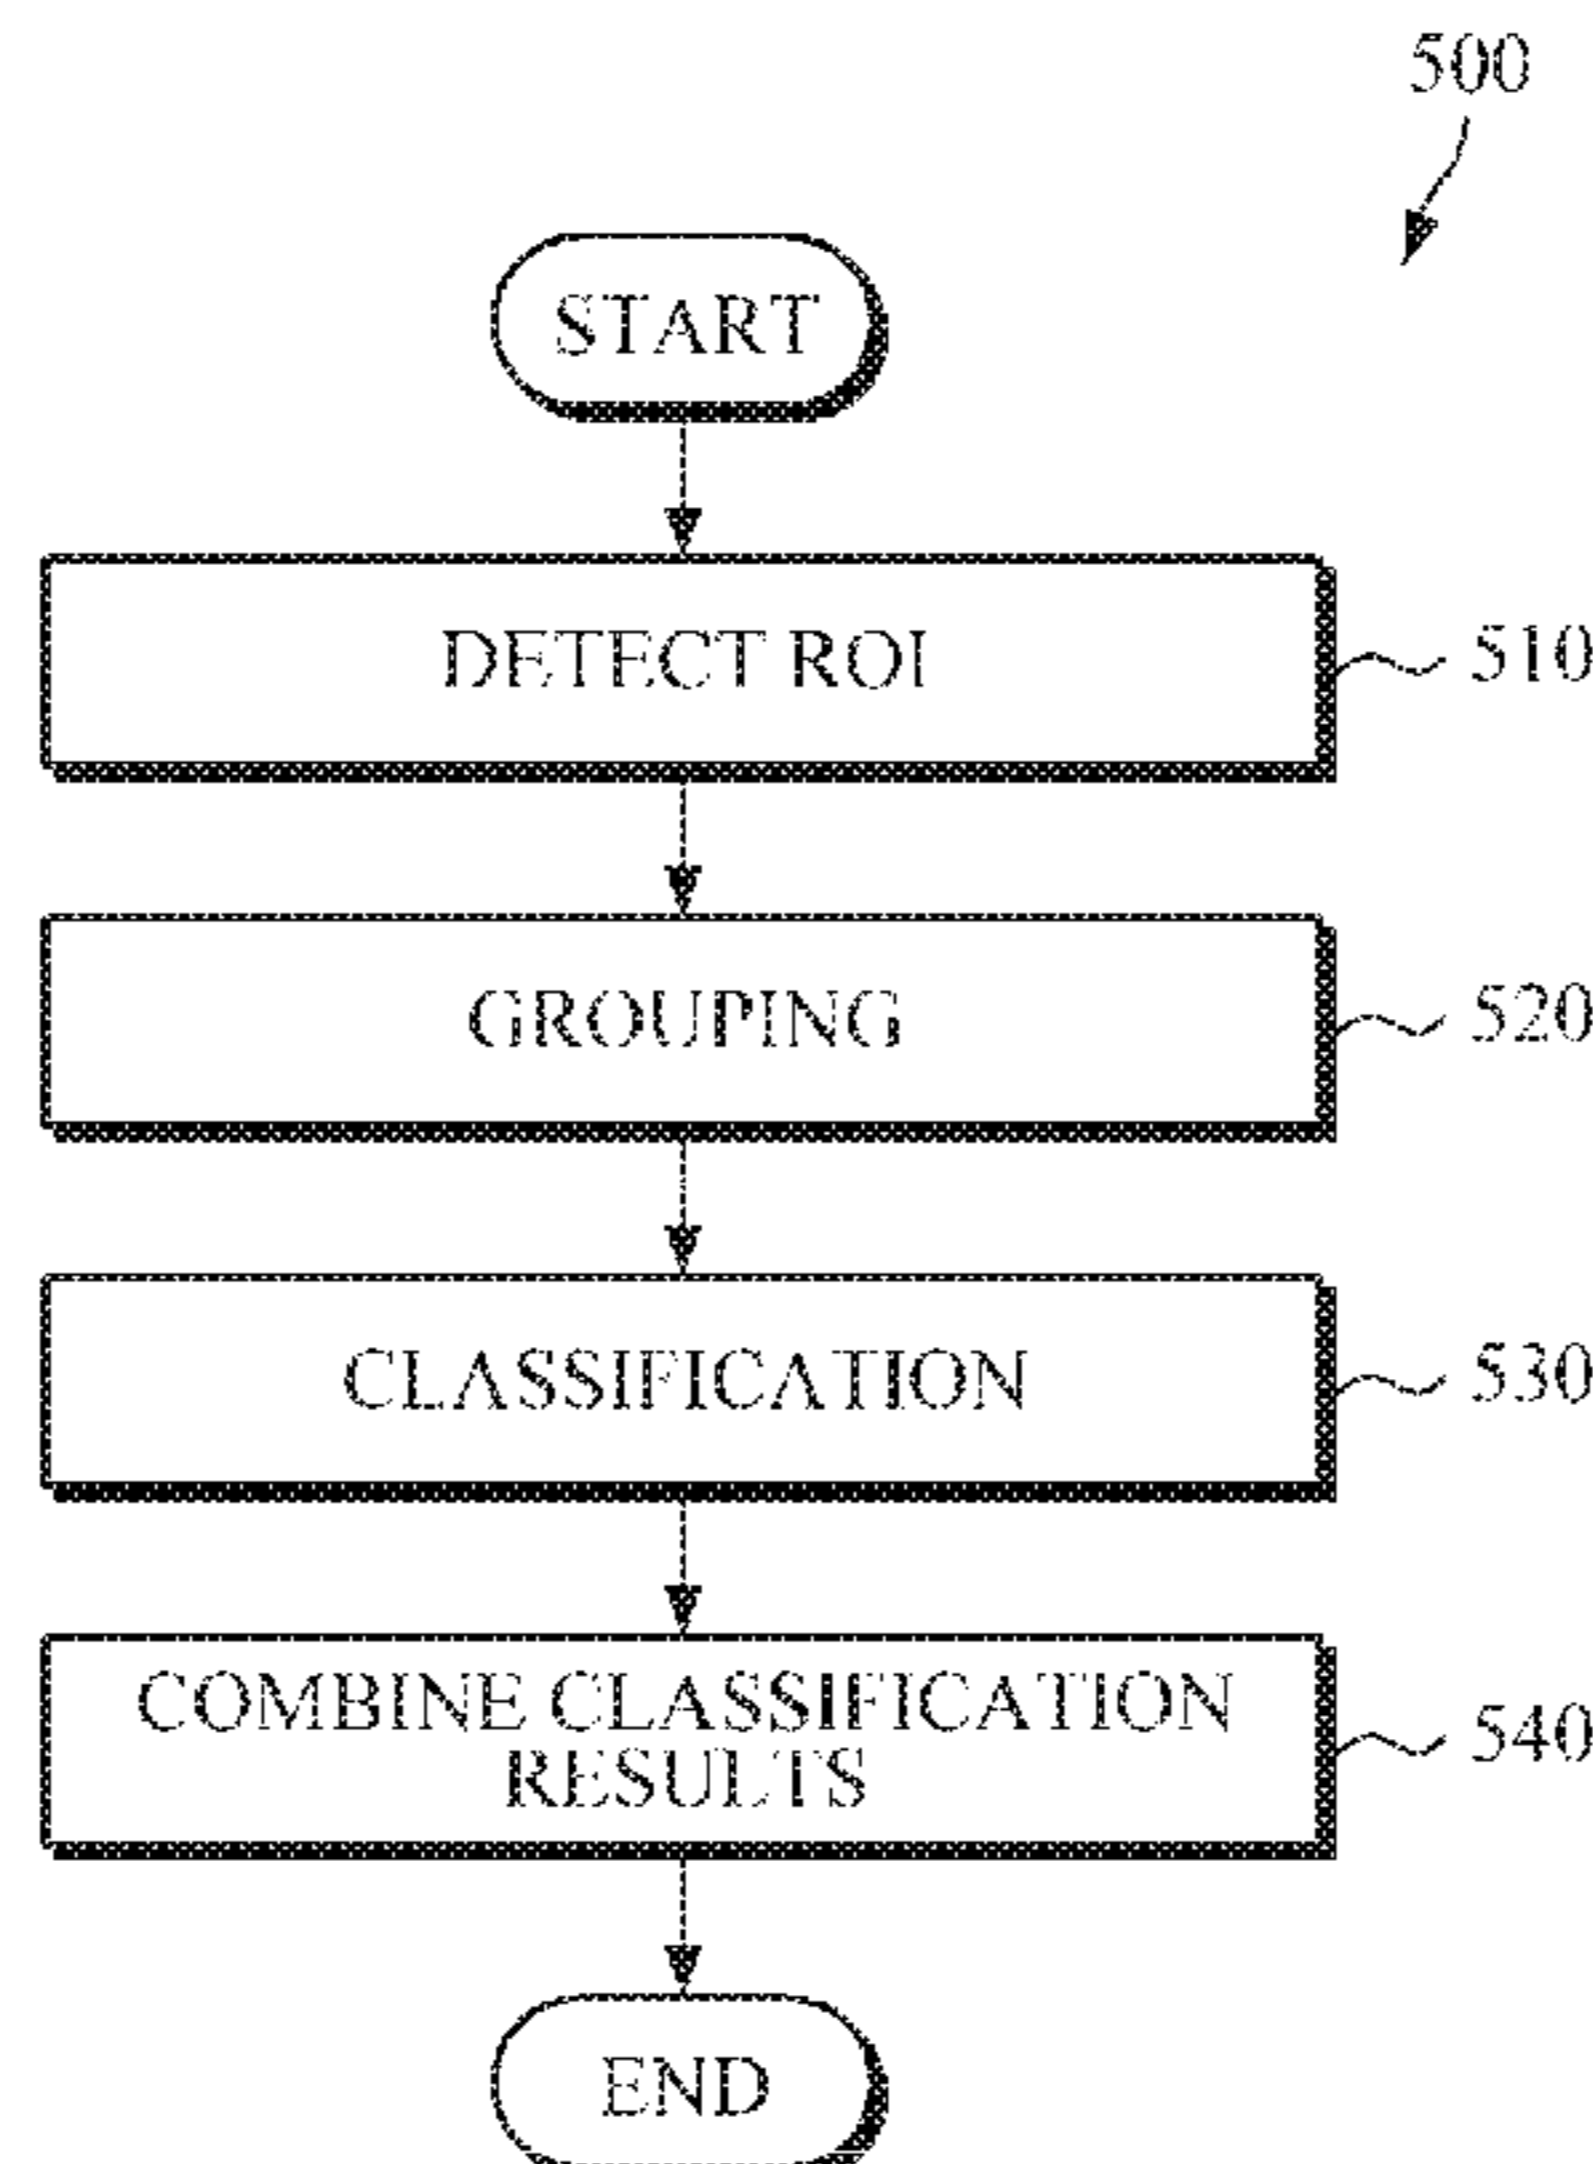 500
START
DETECT ROI
510
GROUPING
520
CLASSIFICATION
530
COMBINE CLASSIFICATION
RESULTS
540
END